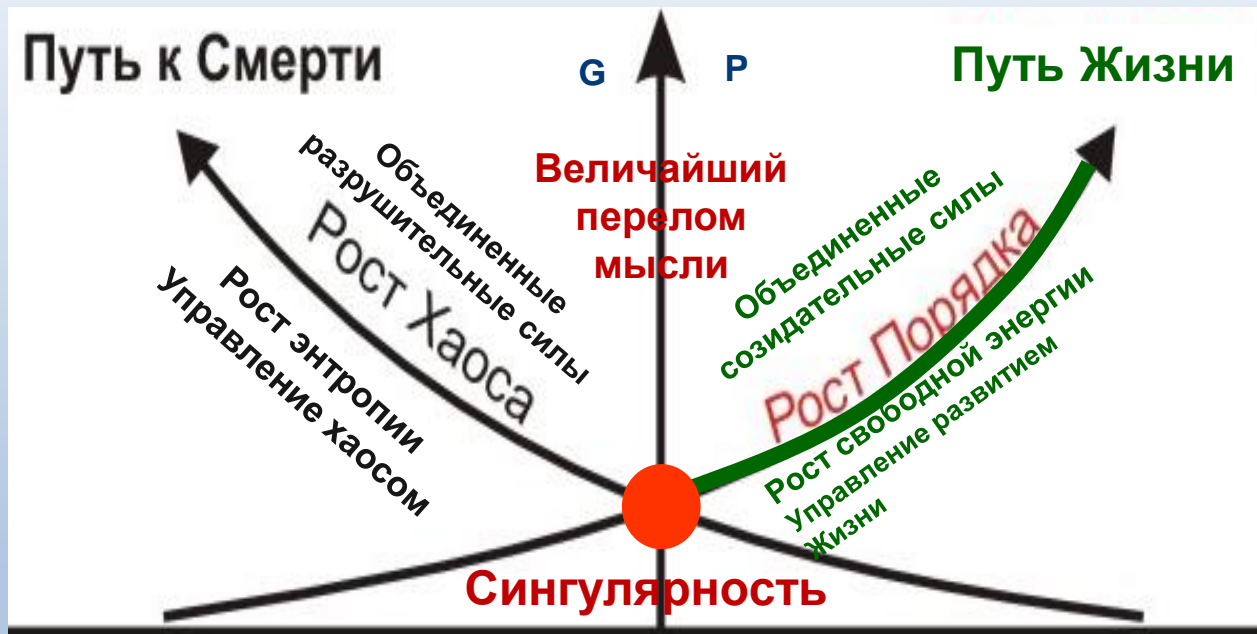 Путь к Смерти
G
P
Путь Жизни
Объединенные
разрушительные силы
Рост Хаоса
Рост энтропии
Управление хаосом
Величайший
перелом
мысли
Объединенные
созидательные силы
Рост Порядка
Рост свободной энергии
Управление развитием
Жизни
Сингулярность